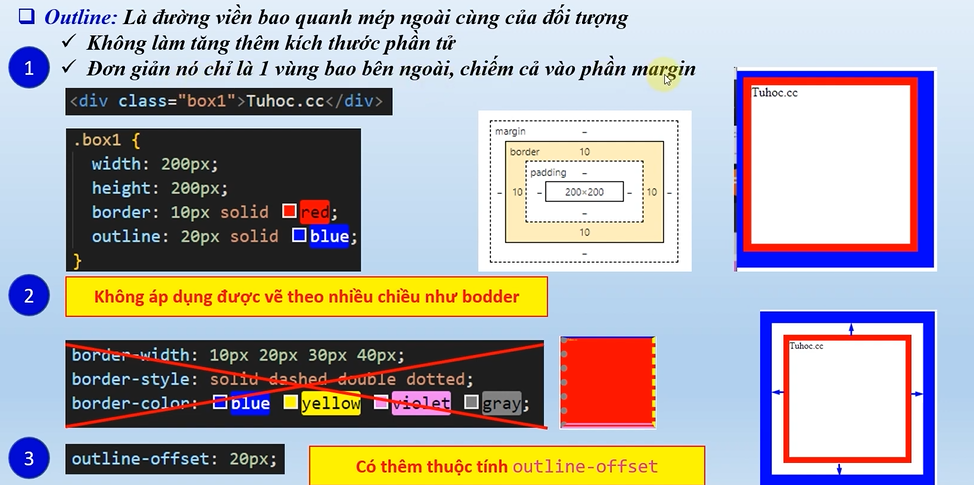 Outline: Là đường viền bao quanh mép ngoài cùng của đối tượng
✓ Không làm tăng thêm kích thước phần tử
1
✓ Đơn giản nó chỉ là 1 vùng bao bên ngoài, chiếm cả vào phần margin
<div class="box1">Tuhoc.cc</div>
.box1 {
width: 200px;
height: 200px;
border: 10px solid red;
outline: 20px solid blue;
}
margin
-
border
10
padding
-
- 10 - 200×200 - 10 -
-
10
-
Tuhoc.cc
2
Không áp dụng được vẽ theo nhiều chiều như bodder
border-width: 10px 20px 30px 40px;
border-style: solid dashed double dotted;
border-color: blue yellow violet gray;
Tuhoc.cc
3
outline-offset: 20px;
Có thêm thuộc tính outline-offset